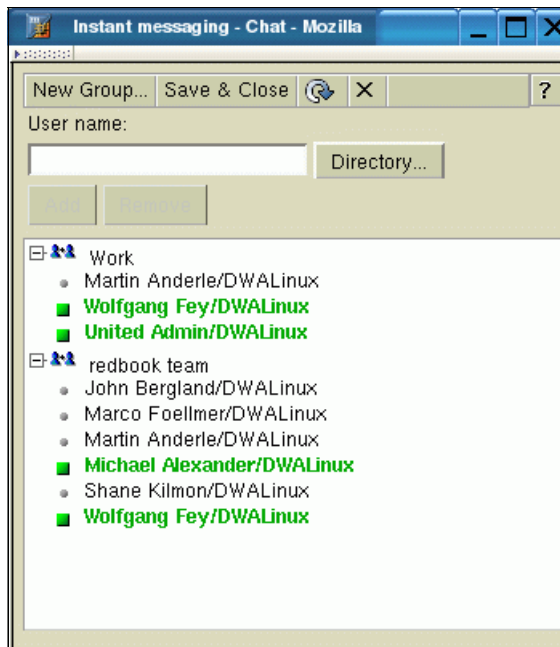 Instant messaging - Chat - Mozilla
New Group... Save & Close X ?
User name:
Directory...
Add Remove
Work
Martin Anderle/DWALinux
Wolfgang Fey/DWALinux
United Admin/DWALinux
redbook team
John Bergland/DWALinux
Marco Foellmer/DWALinux
Martin Anderle/DWALinux
Michael Alexander/DWALinux
Shane Kilmon/DWALinux
Wolfgang Fey/DWALinux